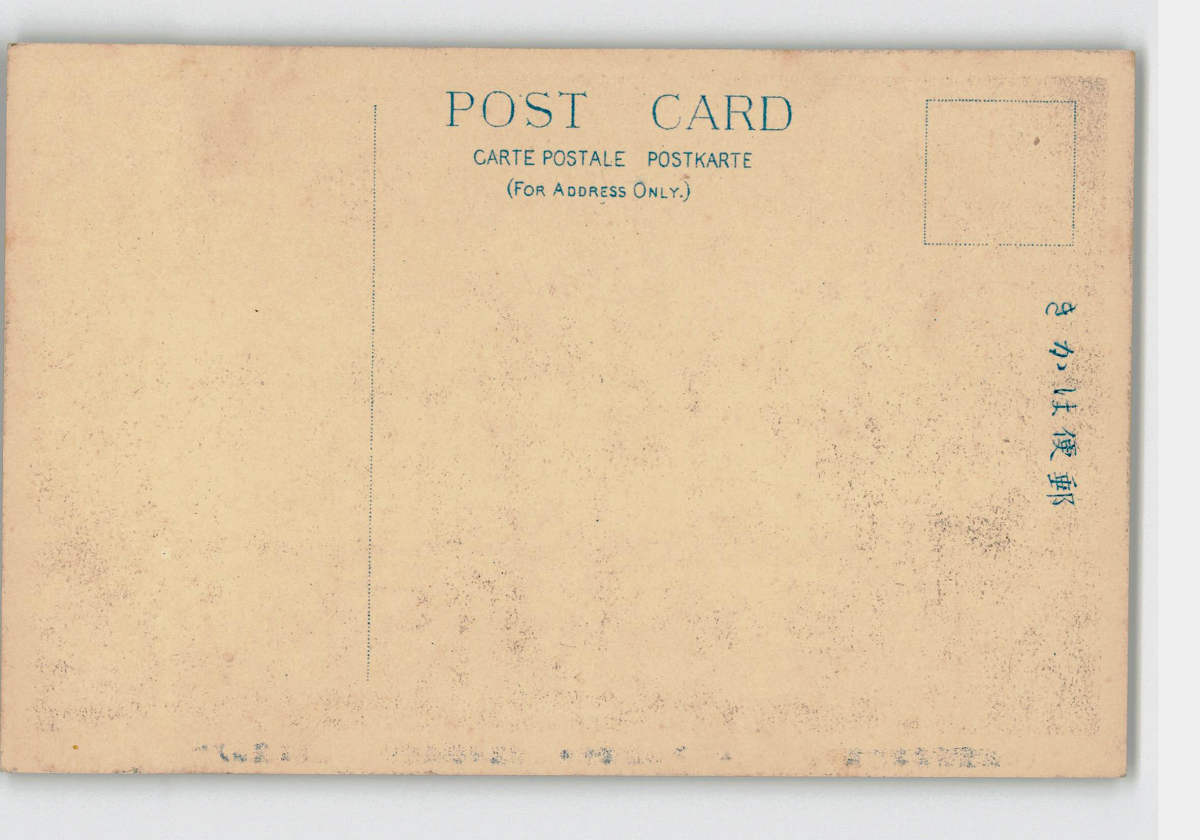 POST CARD
CARTE POSTALE POSTKARTE
(FOR ADDRESS ONLY.)
郵便はかき